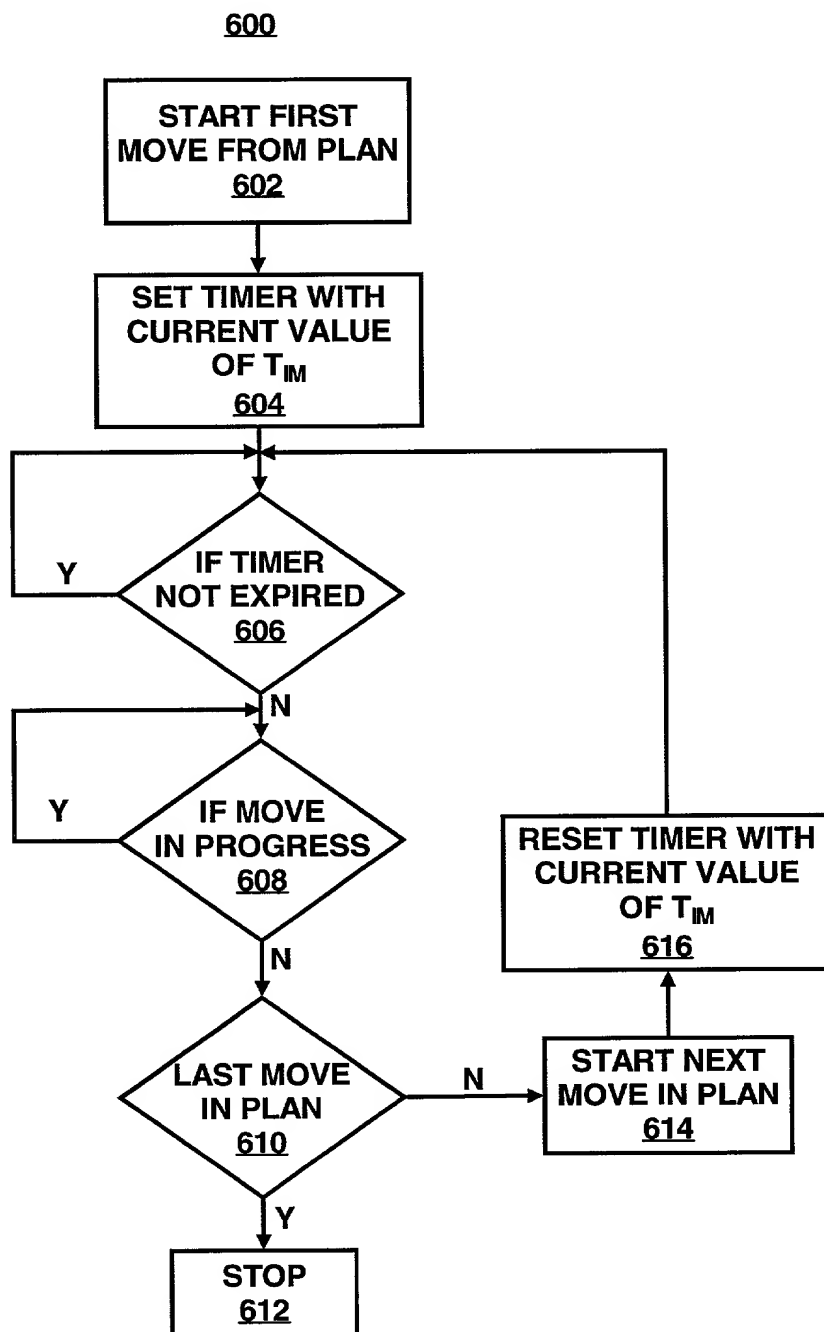 600
START FIRST
MOVE FROM PLAN
602
SET TIMER WITH
CURRENT VALUE
OF TIM
604
Y
IF TIMER
NOT EXPIRED
606
N
Y
IF MOVE
IN PROGRESS
608
N
RESET TIMER WITH
CURRENT VALUE
OF TIM
616
LAST MOVE
IN PLAN
610
N
START NEXT
MOVE IN PLAN
614
Y
STOP
612